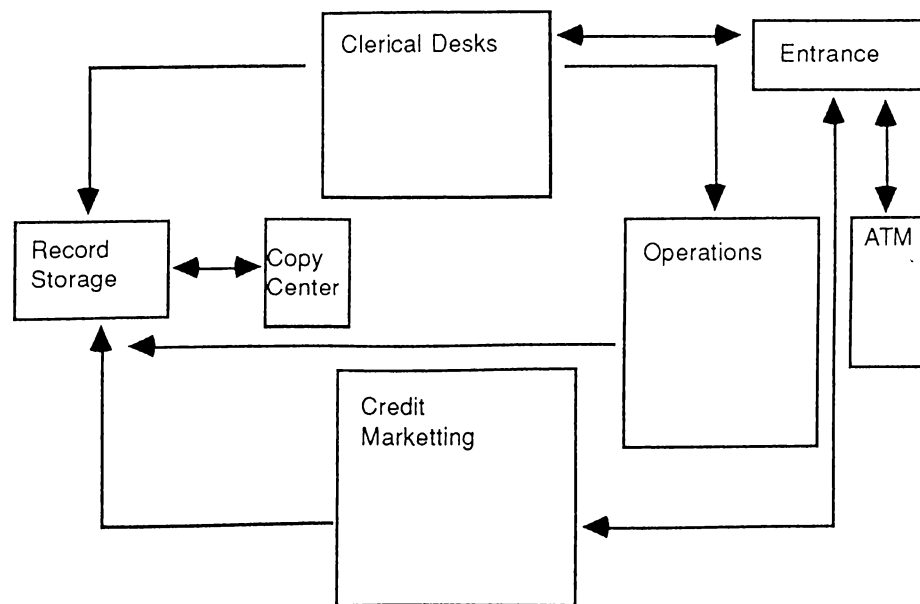 Clerical Desks
Entrance
Record
Storage
Copy
Center
Operations
ATM
Credit
Marketting